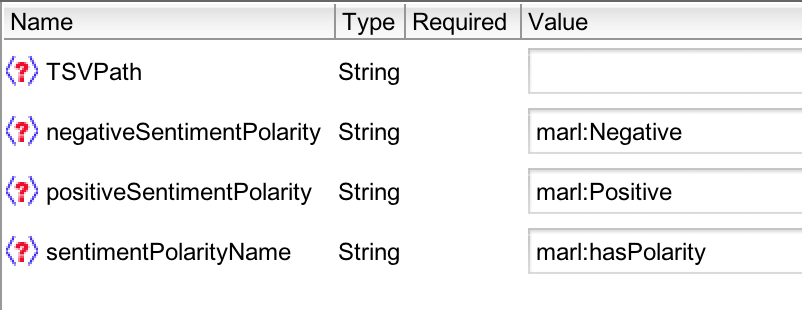 Name Type Required Value
TSVPath String
negativeSentimentPolarity String marl:Negative
positiveSentimentPolarity String marl:Positive
sentimentPolarityName String marl:hasPolarity